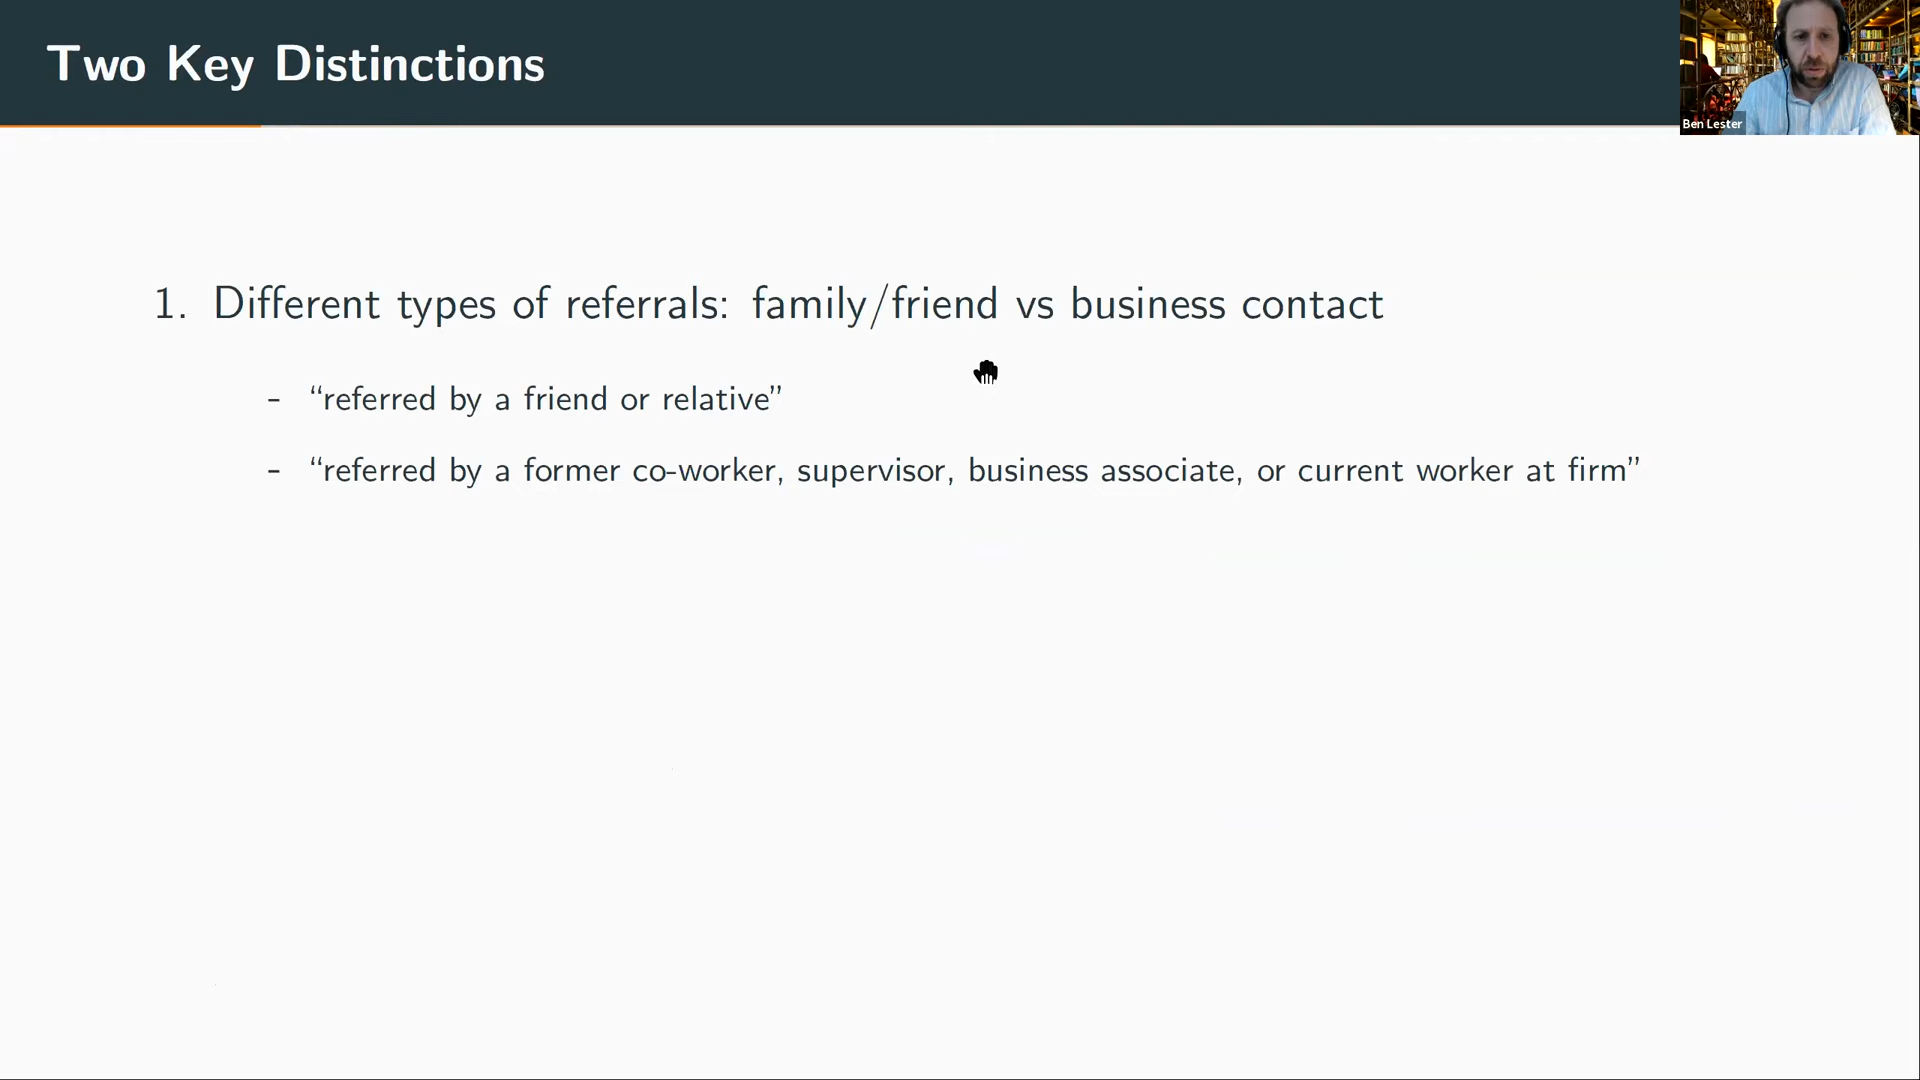 Two Key Distinctions
Ben Lester
1. Different types of referrals: family/friend vs business contact
- “referred by a friend or relative”
- “referred by a former co-worker, supervisor, business associate, or current worker at firm”